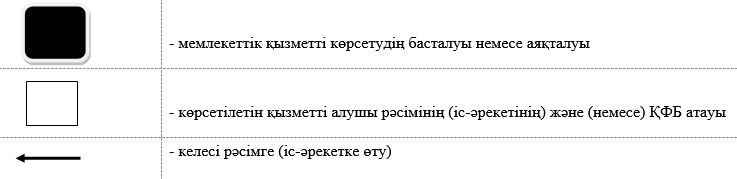 - мемлекеттік қызметті көрсетудің басталуы немесе аяқталуы
- көрсетілетін қызметті алушы рәсімінің (іс-әрекетінің) және (немесе) ҚФБ атауы
- келесі рәсімге (іс-әрекетке өту)